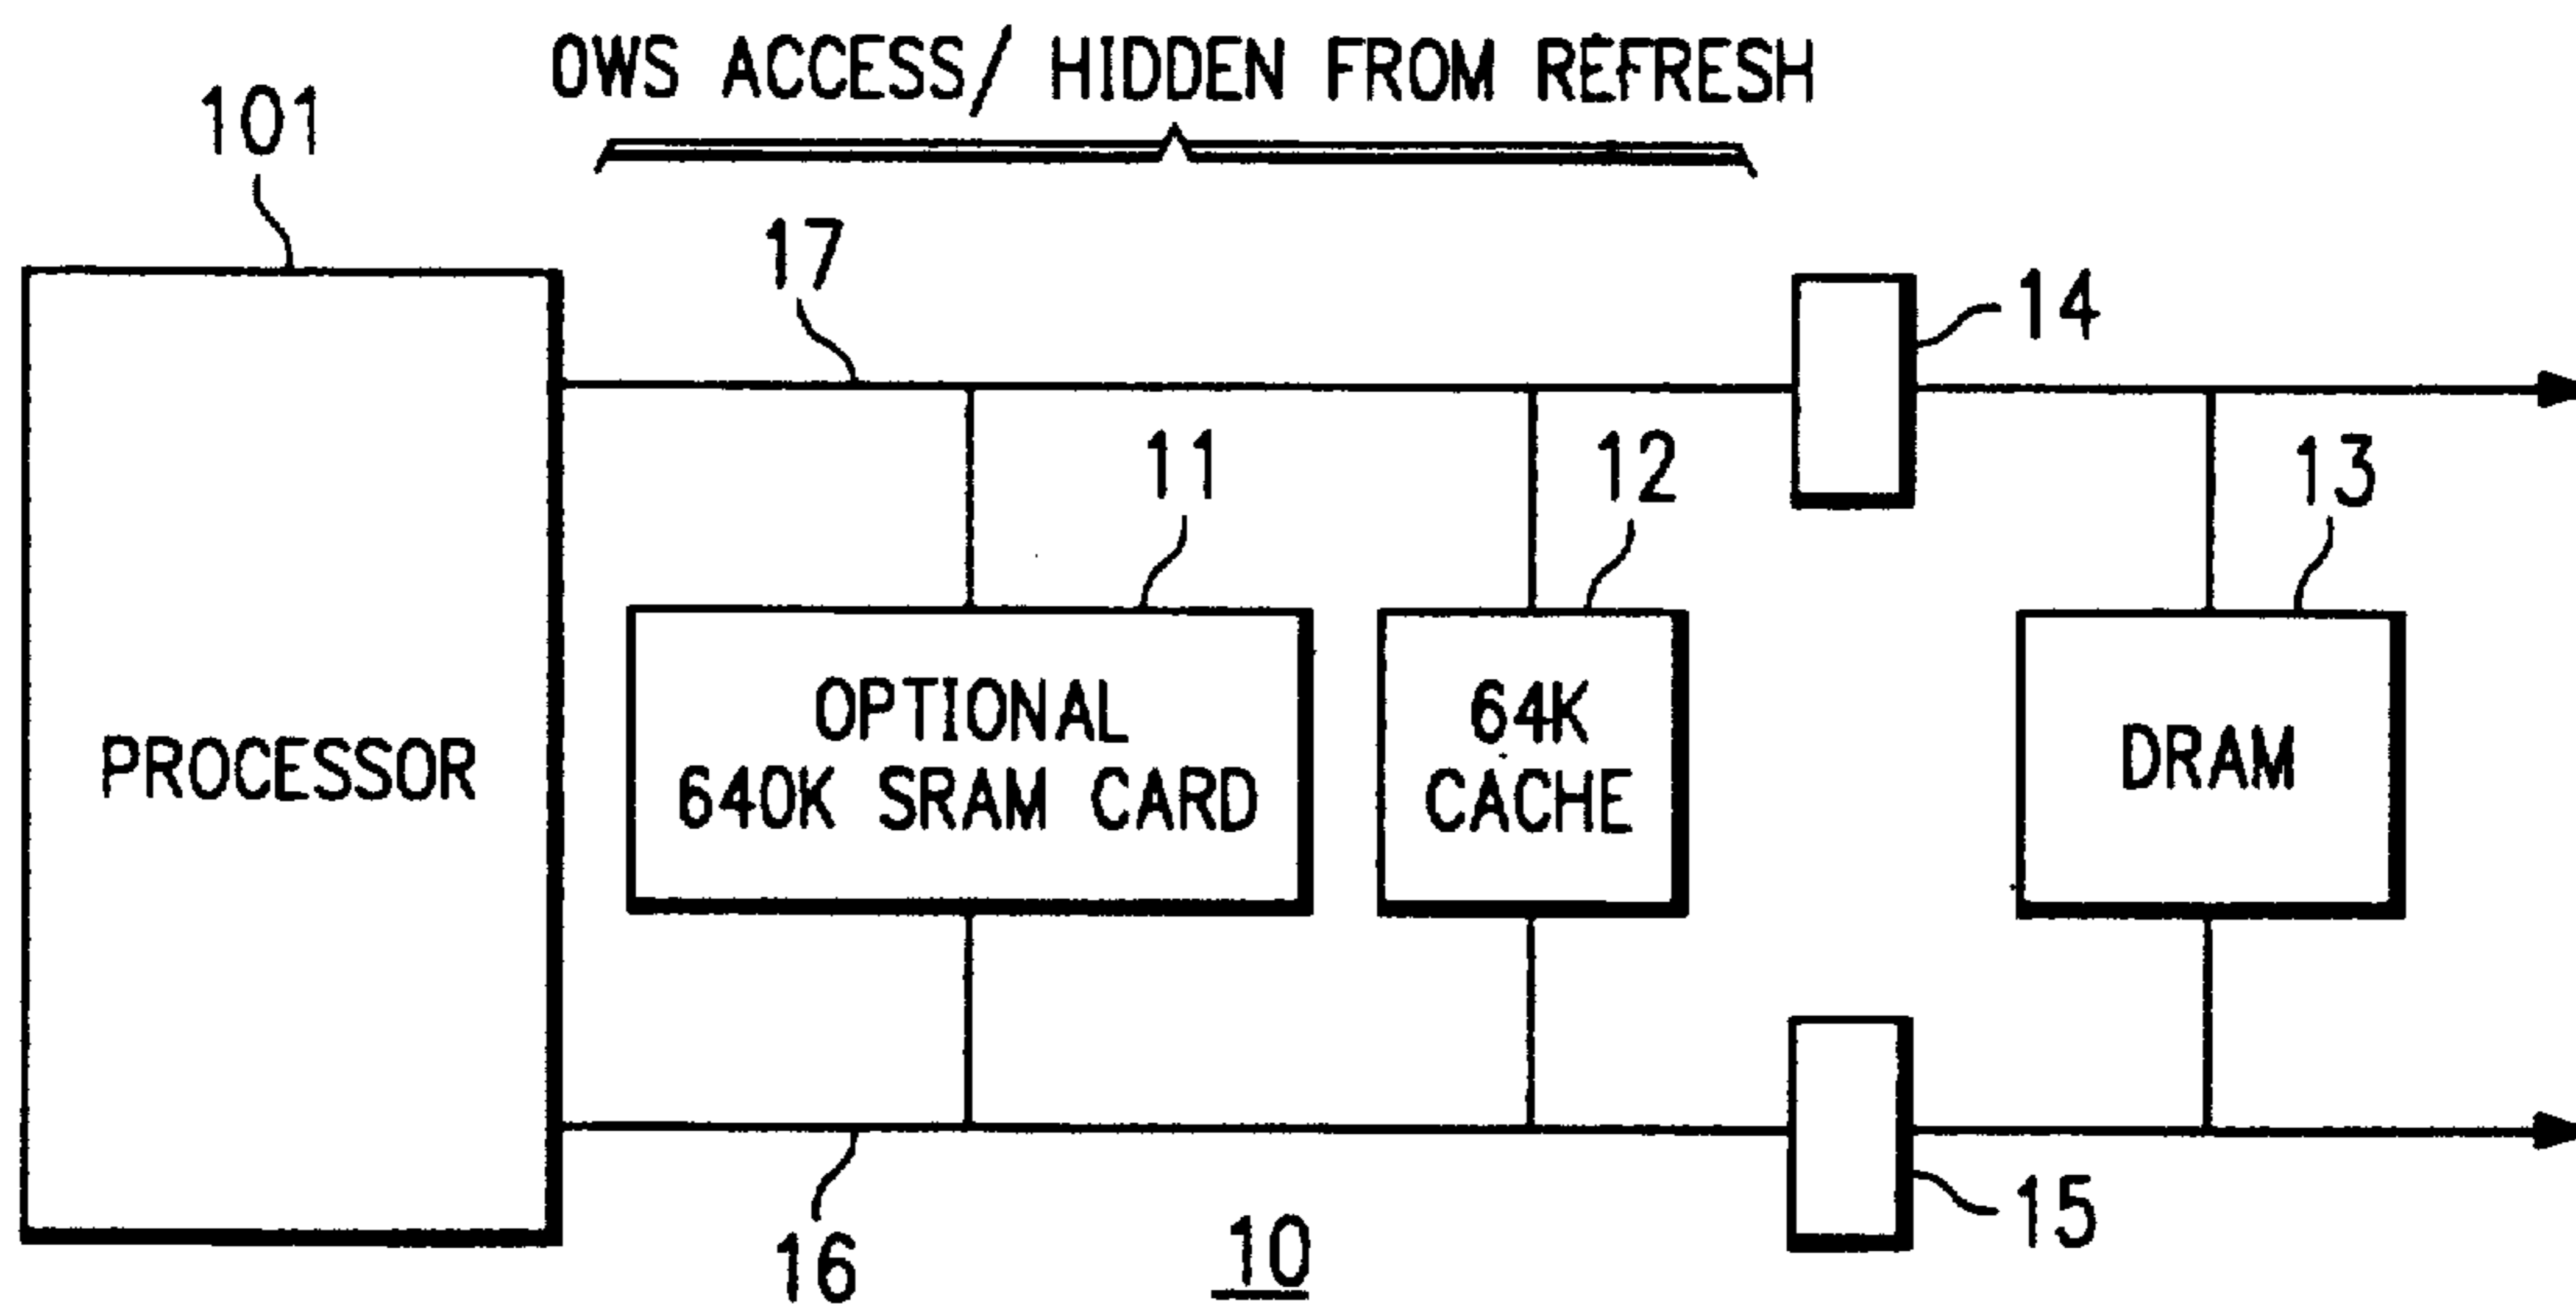 0WS ACCESS/ HIDDEN FROM REFRESH
101
17
14
11
12
13
PROCESSOR
OPTIONAL
640K SRAM CARD
64K
CACHE
DRAM
16
15
10